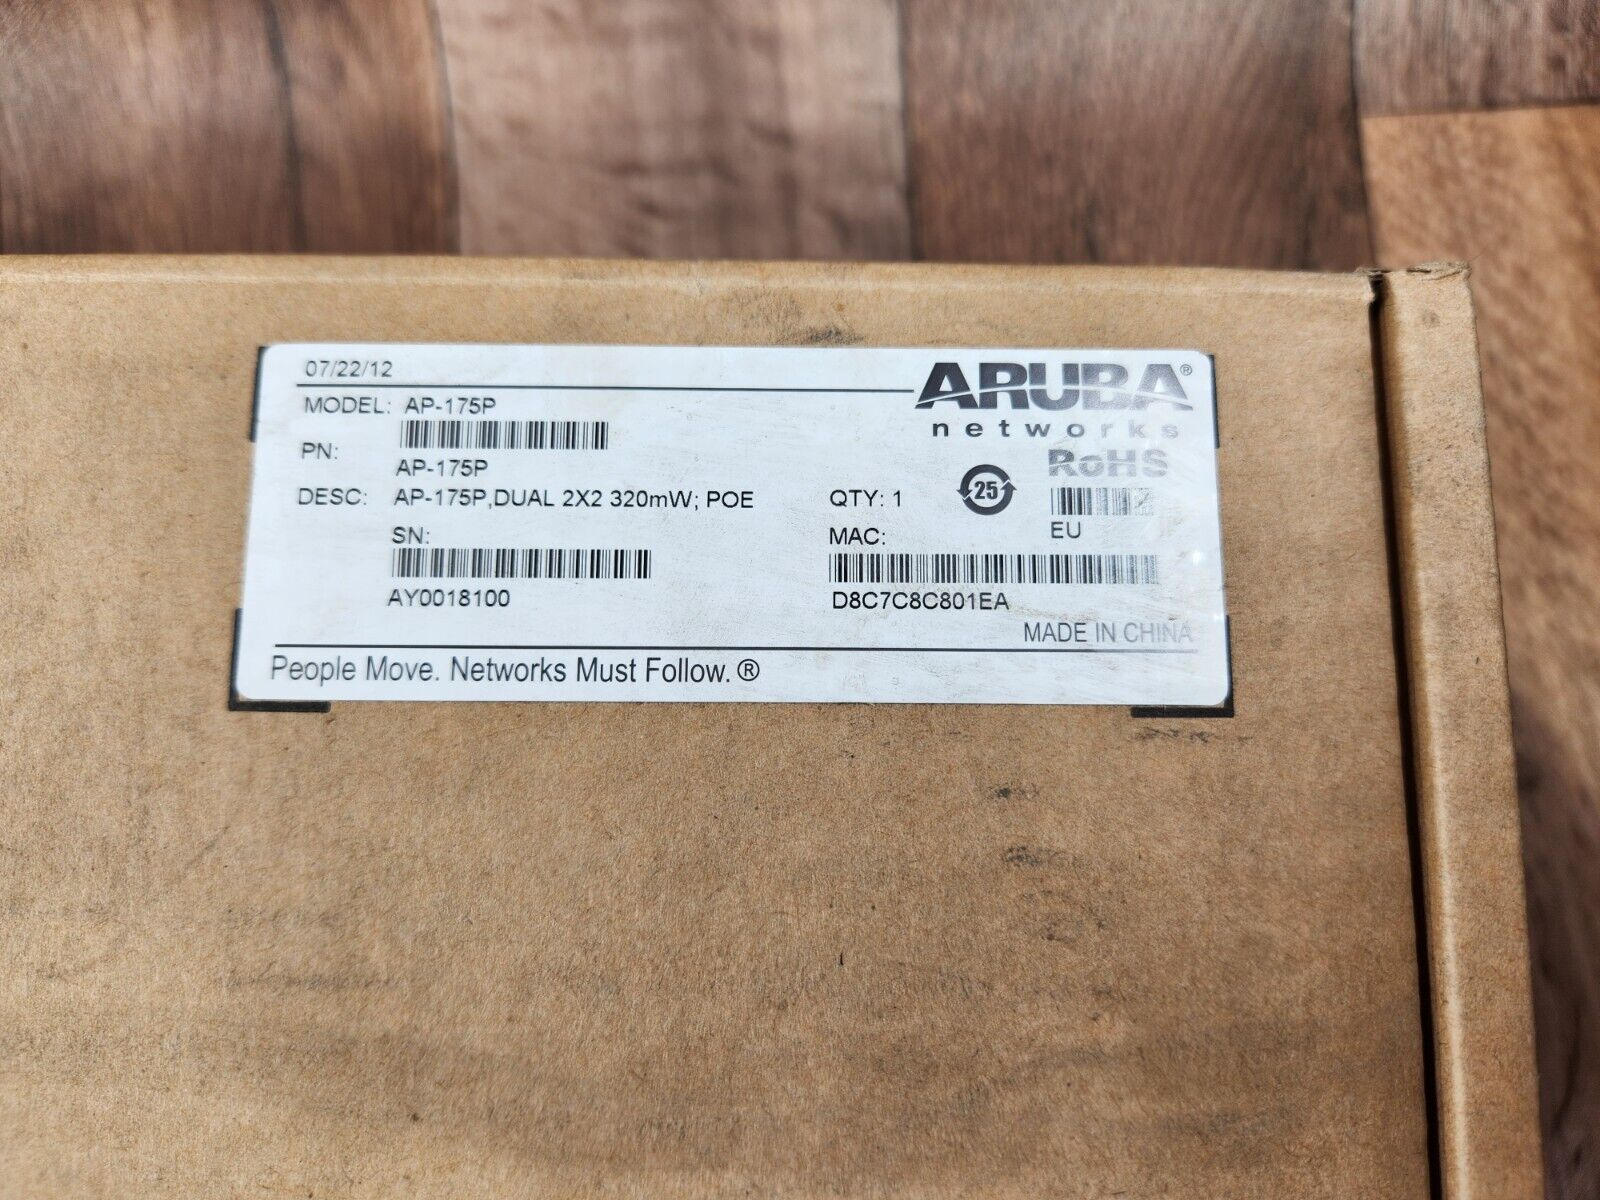 07/22/12
ARUBA®
networks
MODEL: AP-175P
PN:
AP-175P
RoHS
DESC: AP-175P,DUAL 2X2 320mW; POE
QTY: 1
25
EU
SN:
MAC:
AY0018100
D8C7C8C801EA
MADE IN CHINA
People Move. Networks Must Follow. ®